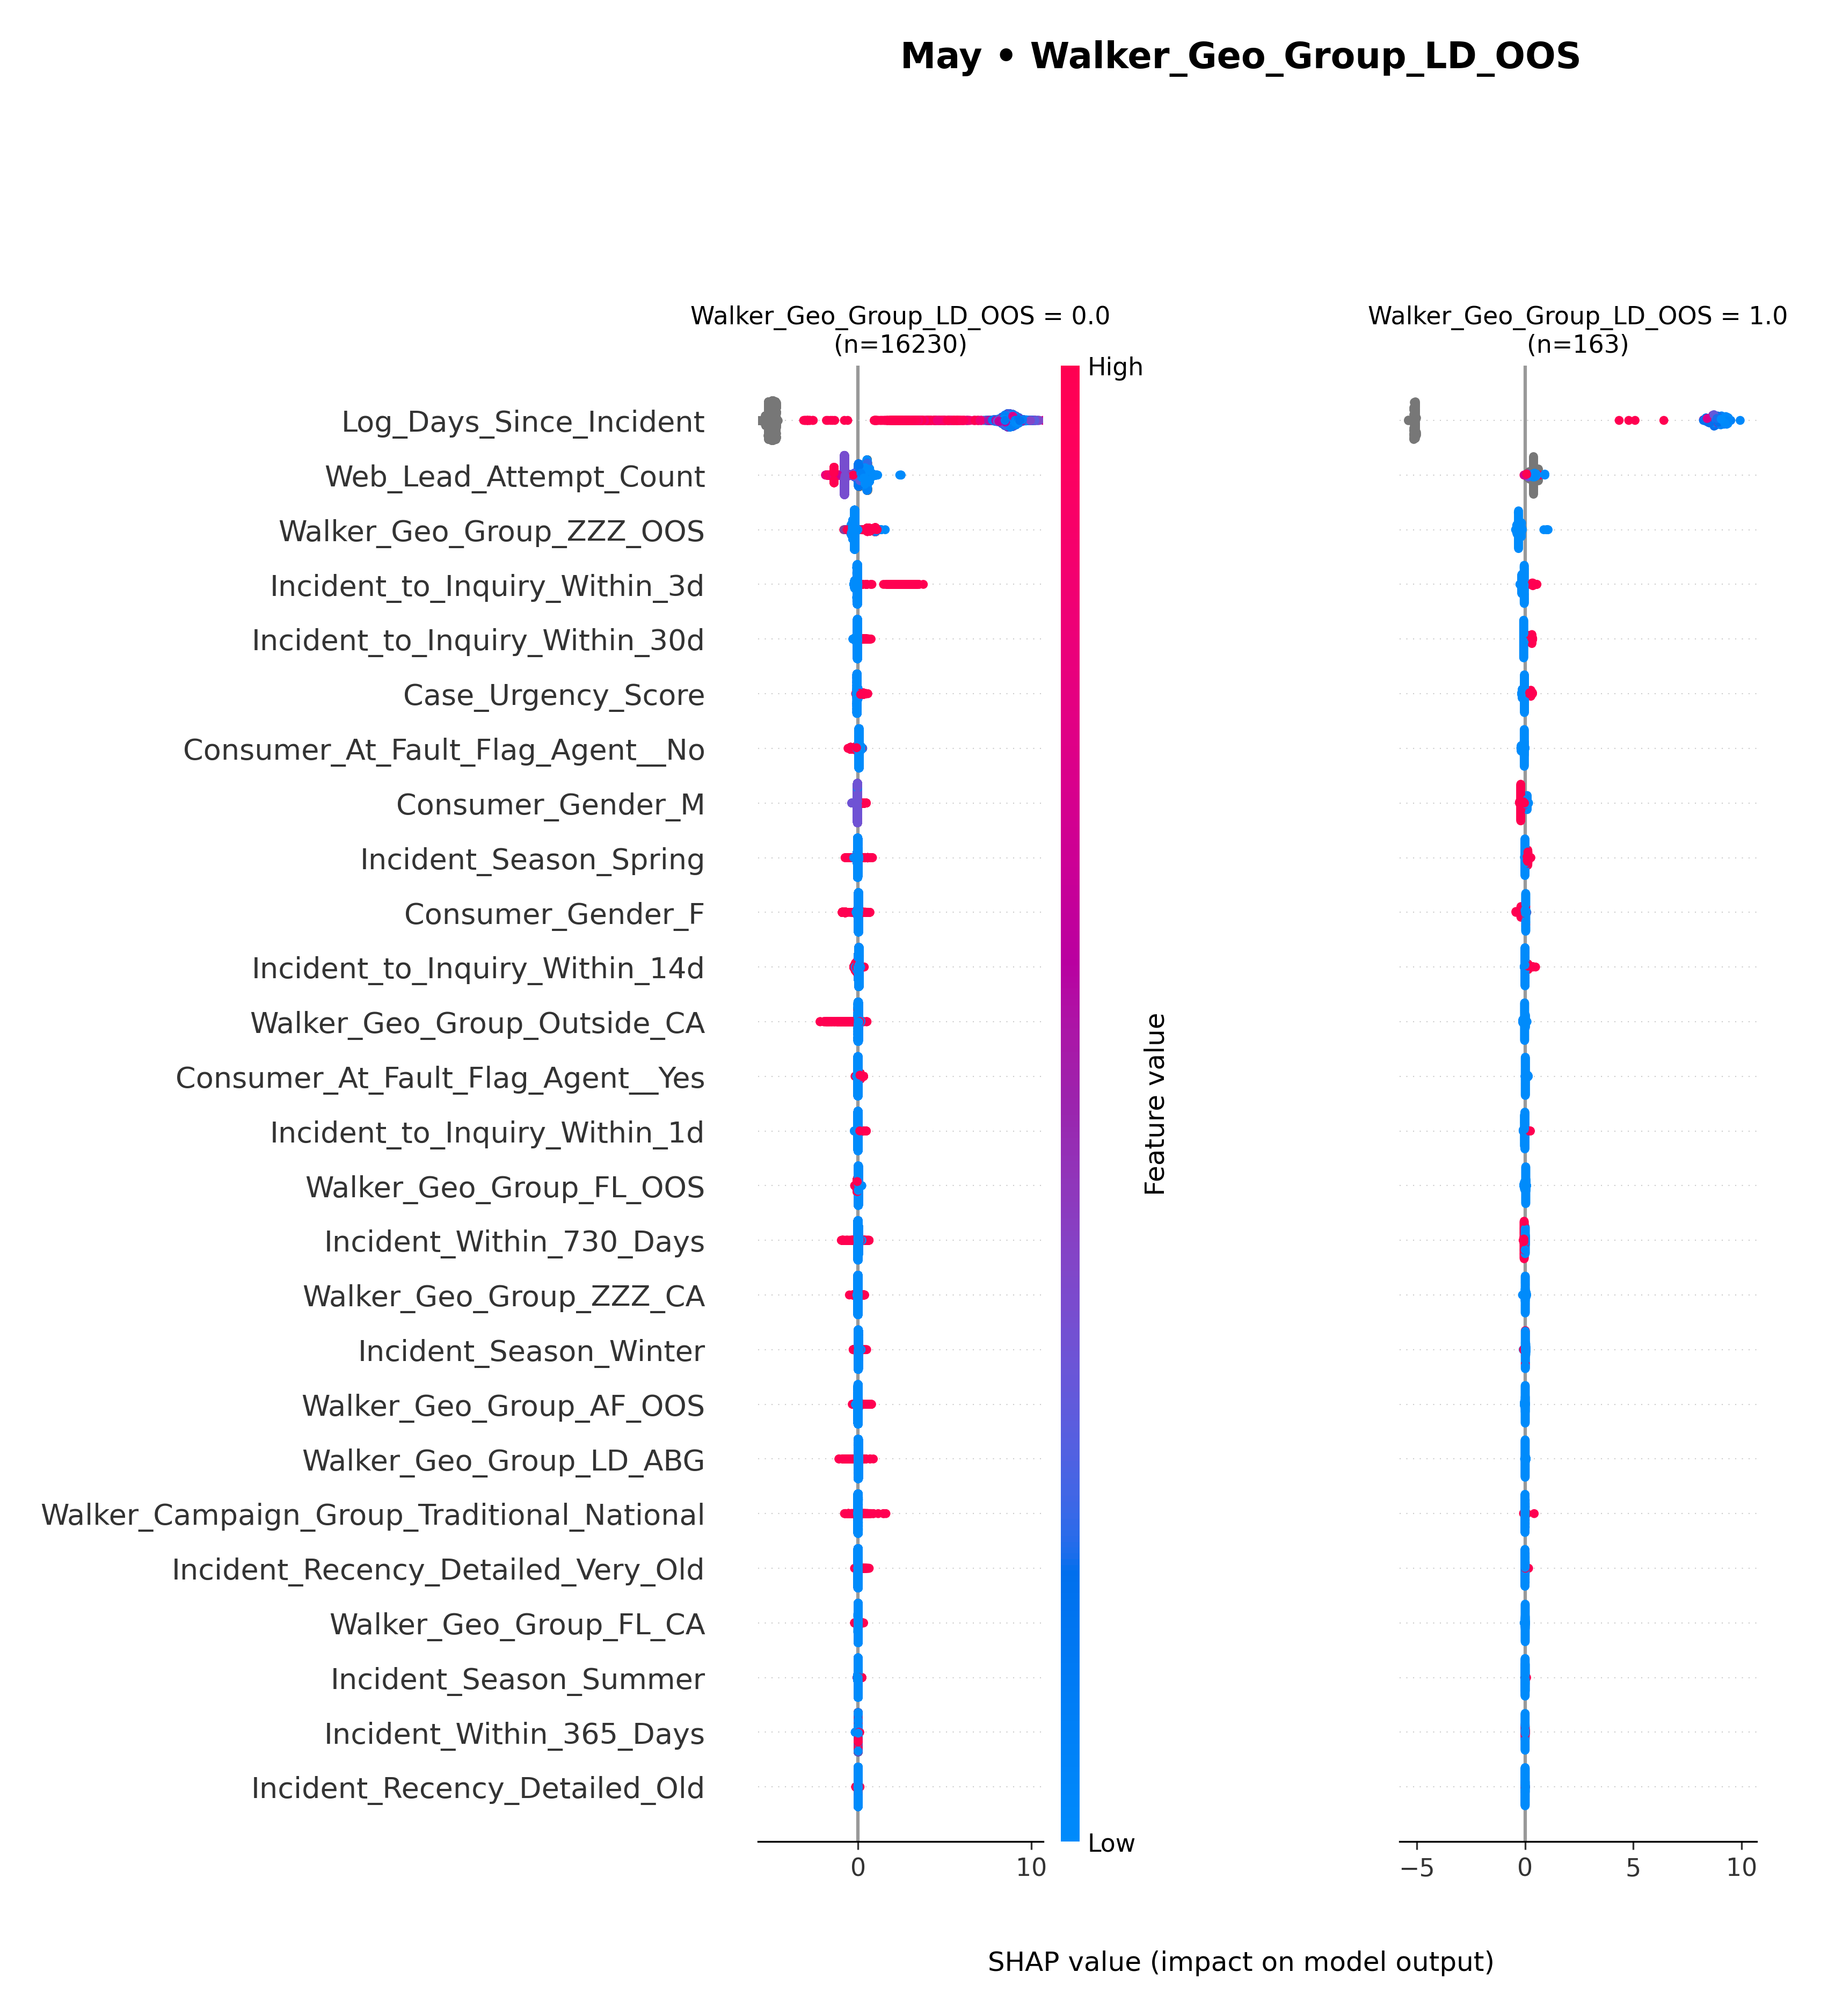 May • Walker_Geo_Group_LD_OOS
Walker_Geo_Group_LD_OOS = 0.0
(n=16230)
Walker_Geo_Group_LD_OOS = 1.0
(n=163)
High
Log_Days_Since_Incident
Web_Lead_Attempt_Count
Walker_Geo_Group_ZZZ_OOS
Incident_to_Inquiry_Within_3d
Incident_to_Inquiry_Within_30d
Case_Urgency_Score
Consumer_At_Fault_Flag_Agent__No
Consumer_Gender_M
Incident_Season_Spring
Consumer_Gender_F
Incident_to_Inquiry_Within_14d
Walker_Geo_Group_Outside_CA
Consumer_At_Fault_Flag_Agent__Yes
Incident_to_Inquiry_Within_1d
Walker_Geo_Group_FL_OOS
Incident_Within_730_Days
Walker_Geo_Group_ZZZ_CA
Incident_Season_Winter
Walker_Geo_Group_AF_OOS
Walker_Geo_Group_LD_ABG
Walker_Campaign_Group_Traditional_National
Incident_Recency_Detailed_Very_Old
Walker_Geo_Group_FL_CA
Incident_Season_Summer
Incident_Within_365_Days
Incident_Recency_Detailed_Old
Feature value
Low
0 10
−5 0 5 10
SHAP value (impact on model output)